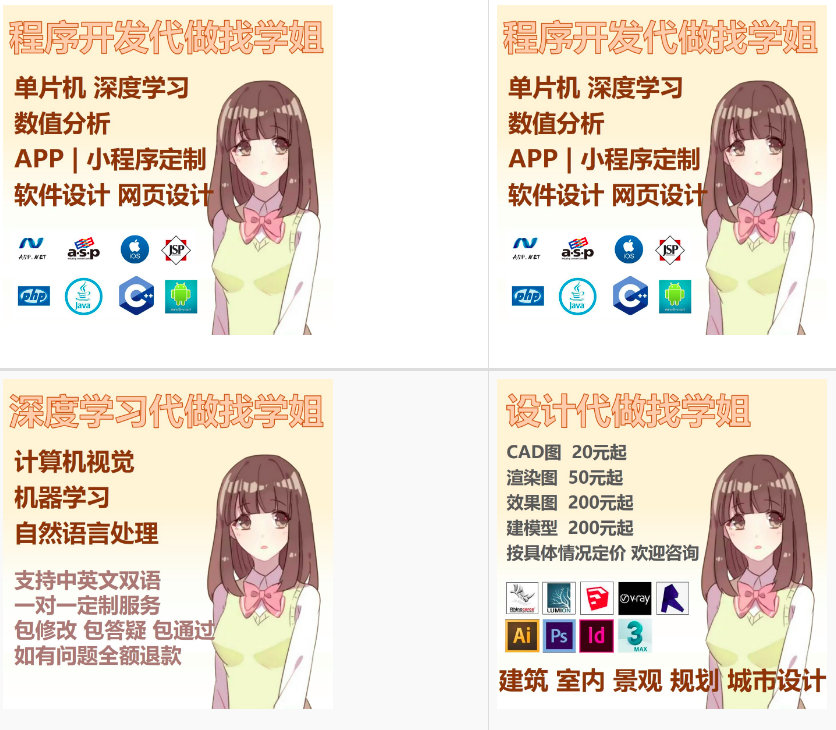 程序开发代做找学姐
单片机 深度学习
数值分析
APP | 小程序定制
软件设计 网页设计
ASP.NET
a·s·p
iOS
JSP
php
Java
C++
程序开发代做找学姐
单片机 深度学习
数值分析
APP | 小程序定制
软件设计 网页设计
ASP.NET
a·s·p
iOS
JSP
php
Java
C++
深度学习代做找学姐
计算机视觉
机器学习
自然语言处理
支持中英文双语
一对一定制服务
包修改 包答疑 包通过
如有问题全额退款
设计代做找学姐
CAD图 20元起
渲染图 50元起
效果图 200元起
建模型 200元起
按具体情况定价 欢迎咨询
Rhinoceros
LUMION
v·ray
R
Ai
Ps
Id
3
MAX
建筑 室内 景观 规划 城市设计